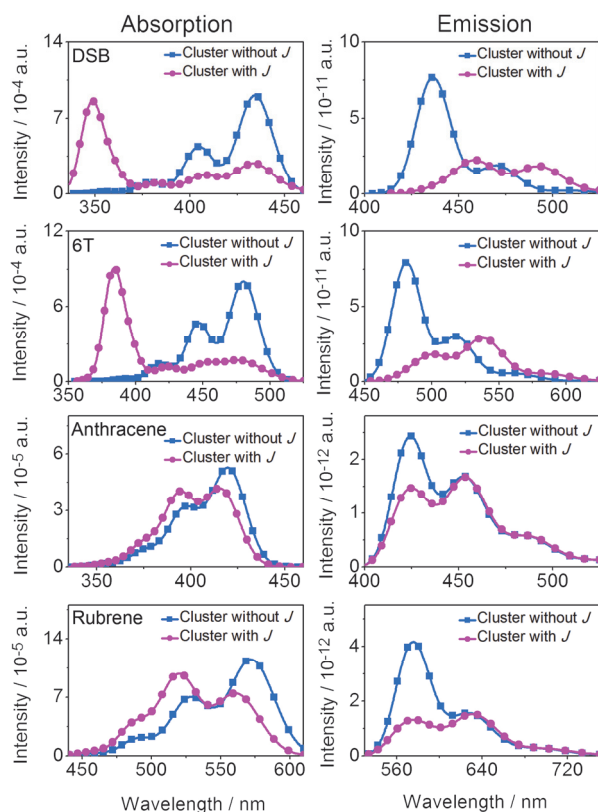 Absorption Emission
Intensity / 10-4 a.u.
DSB
Cluster without J
Cluster with J
9
6
3
0
350 400 450
Intensity / 10-11 a.u.
Cluster without J
Cluster with J
10
5
0
400 450 500
Intensity / 10-4 a.u.
6T
Cluster without J
Cluster with J
12
9
6
3
0
350 400 450 500
Intensity / 10-11 a.u.
Cluster without J
Cluster with J
10
5
0
450 500 550 600
Intensity / 10-5 a.u.
Anthracene
Cluster without J
Cluster with J
6
3
0
350 400 450
Intensity / 10-12 a.u.
Cluster without J
Cluster with J
2
1
0
400 450 500
Intensity / 10-5 a.u.
Rubrene
Cluster without J
Cluster with J
14
7
0
450 500 550 600
Intensity / 10-12 a.u.
Cluster without J
Cluster with J
4
2
0
560 640 720
Wavelength / nm Wavelength / nm